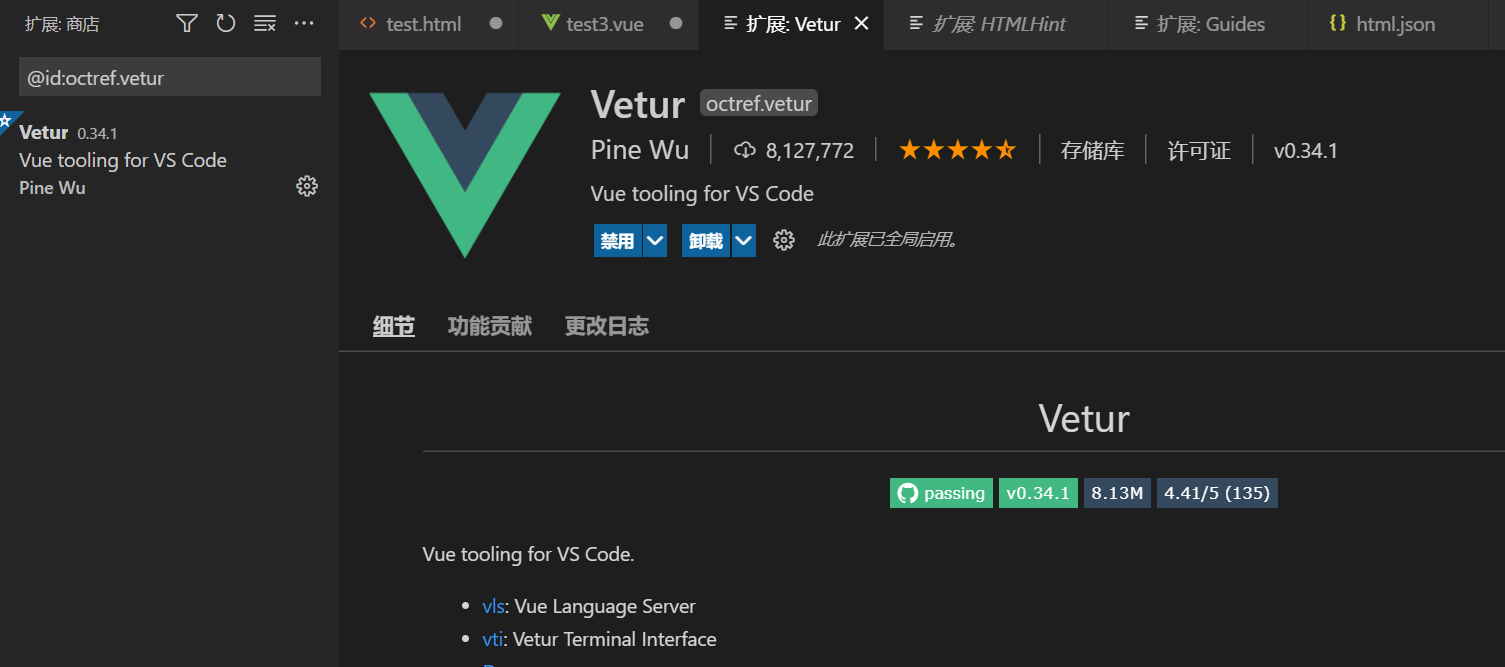 扩展: 商店
test.html
test3.vue
扩展: Vetur
扩展: HTMLHint
扩展: Guides
html.json
@id:octref.vetur
Vetur 0.34.1
Vue tooling for VS Code
Pine Wu
Vetur octref.vetur
Pine Wu 8,127,772 存储库 许可证 v0.34.1
Vue tooling for VS Code
禁用 卸载 此扩展已全局启用。
细节 功能贡献 更改日志
Vetur
passing v0.34.1 8.13M 4.41/5 (135)
Vue tooling for VS Code.
vls: Vue Language Server
vti: Vetur Terminal Interface